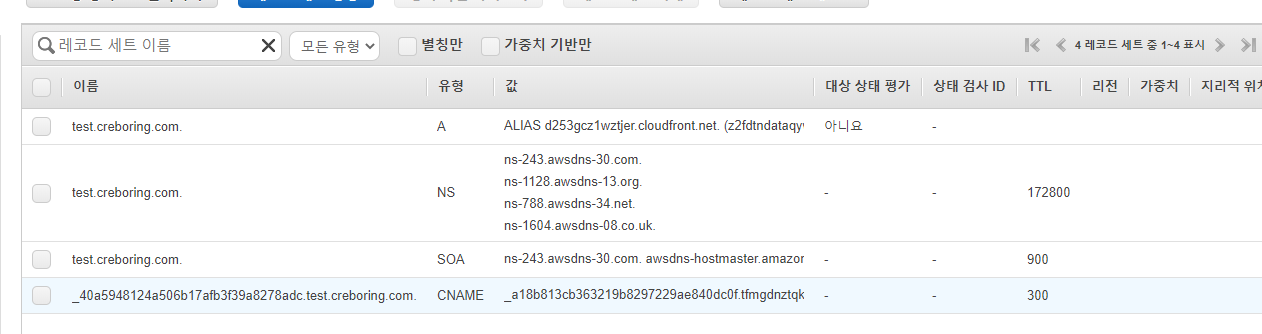 레코드 세트 이름
모든 유형
별칭만
가중치 기반만
4 레코드 세트 중 1~4 표시
이름 유형 값 대상 상태 평가 상태 검사 ID TTL 리전 가중치 지리적 위치
test.creboring.com. A ALIAS d253gcz1wztjer.cloudfront.net. (z2fdtndataqyw 아니요 -
test.creboring.com. NS
ns-243.awsdns-30.com.
ns-1128.awsdns-13.org.
ns-788.awsdns-34.net.
ns-1604.awsdns-08.co.uk.
- - 172800
test.creboring.com. SOA ns-243.awsdns-30.com. awsdns-hostmaster.amazon - - 900
_40a5948124a506b17afb3f39a8278adc.test.creboring.com. CNAME _a18b813cb363219b8297229ae840dc0f.tfmgdnztqk - - 300